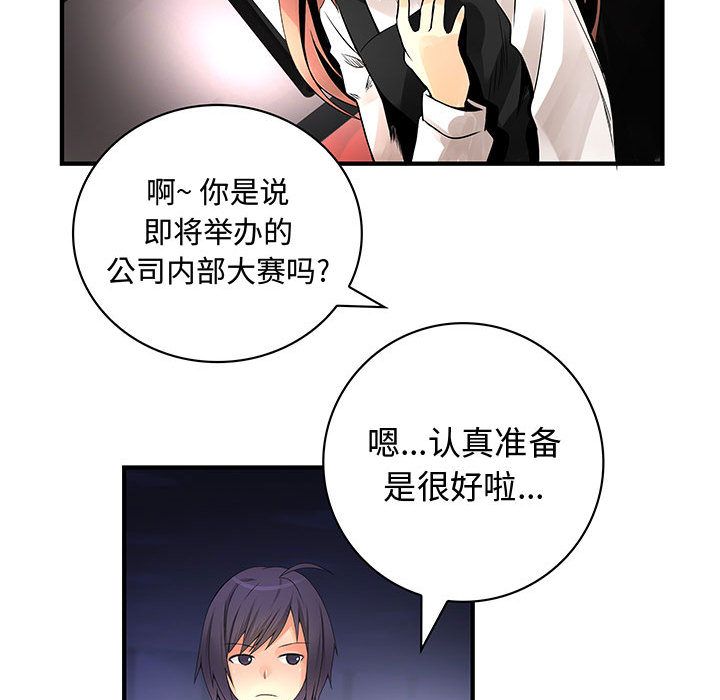 啊~ 你是说
即将举办的
公司内部大赛吗?
嗯...认真准备
是很好啦...